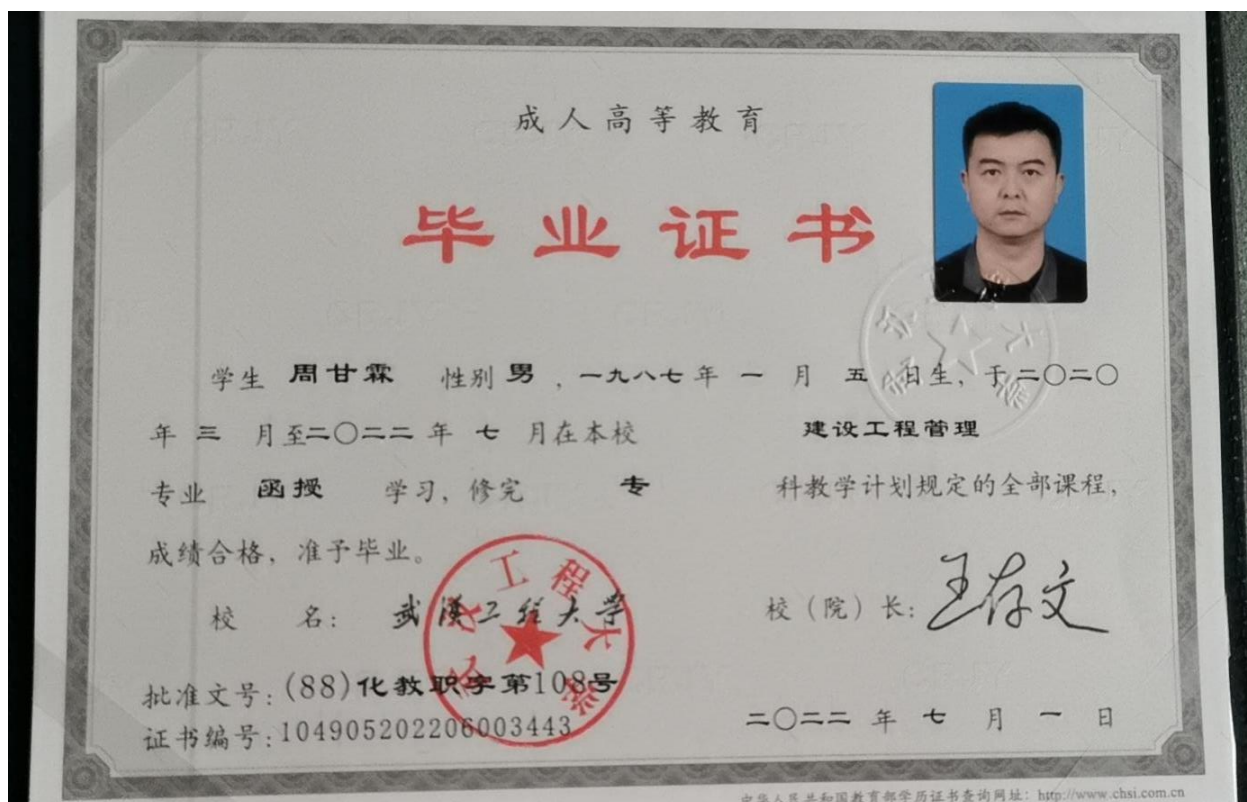 成人高等教育
毕业证书
学生 周甘霖 性别 男 ，一九八七 年 一 月 五 日生，于 二〇二〇
年 三 月至 二〇二二 年 七 月在本校 建设工程管理
专业 函授 学习，修完 专 科教学计划规定的全部课程，
成绩合格，准予毕业。
校 名： 武汉工程大学 校（院）长：王存文
批准文号：(88)化教职字第108号
证书编号：104905202206003443 二〇二二 年 七 月 一 日
中华人民共和国教育部学历证书查询网址：http://www.chsi.com.cn
武汉工程大学